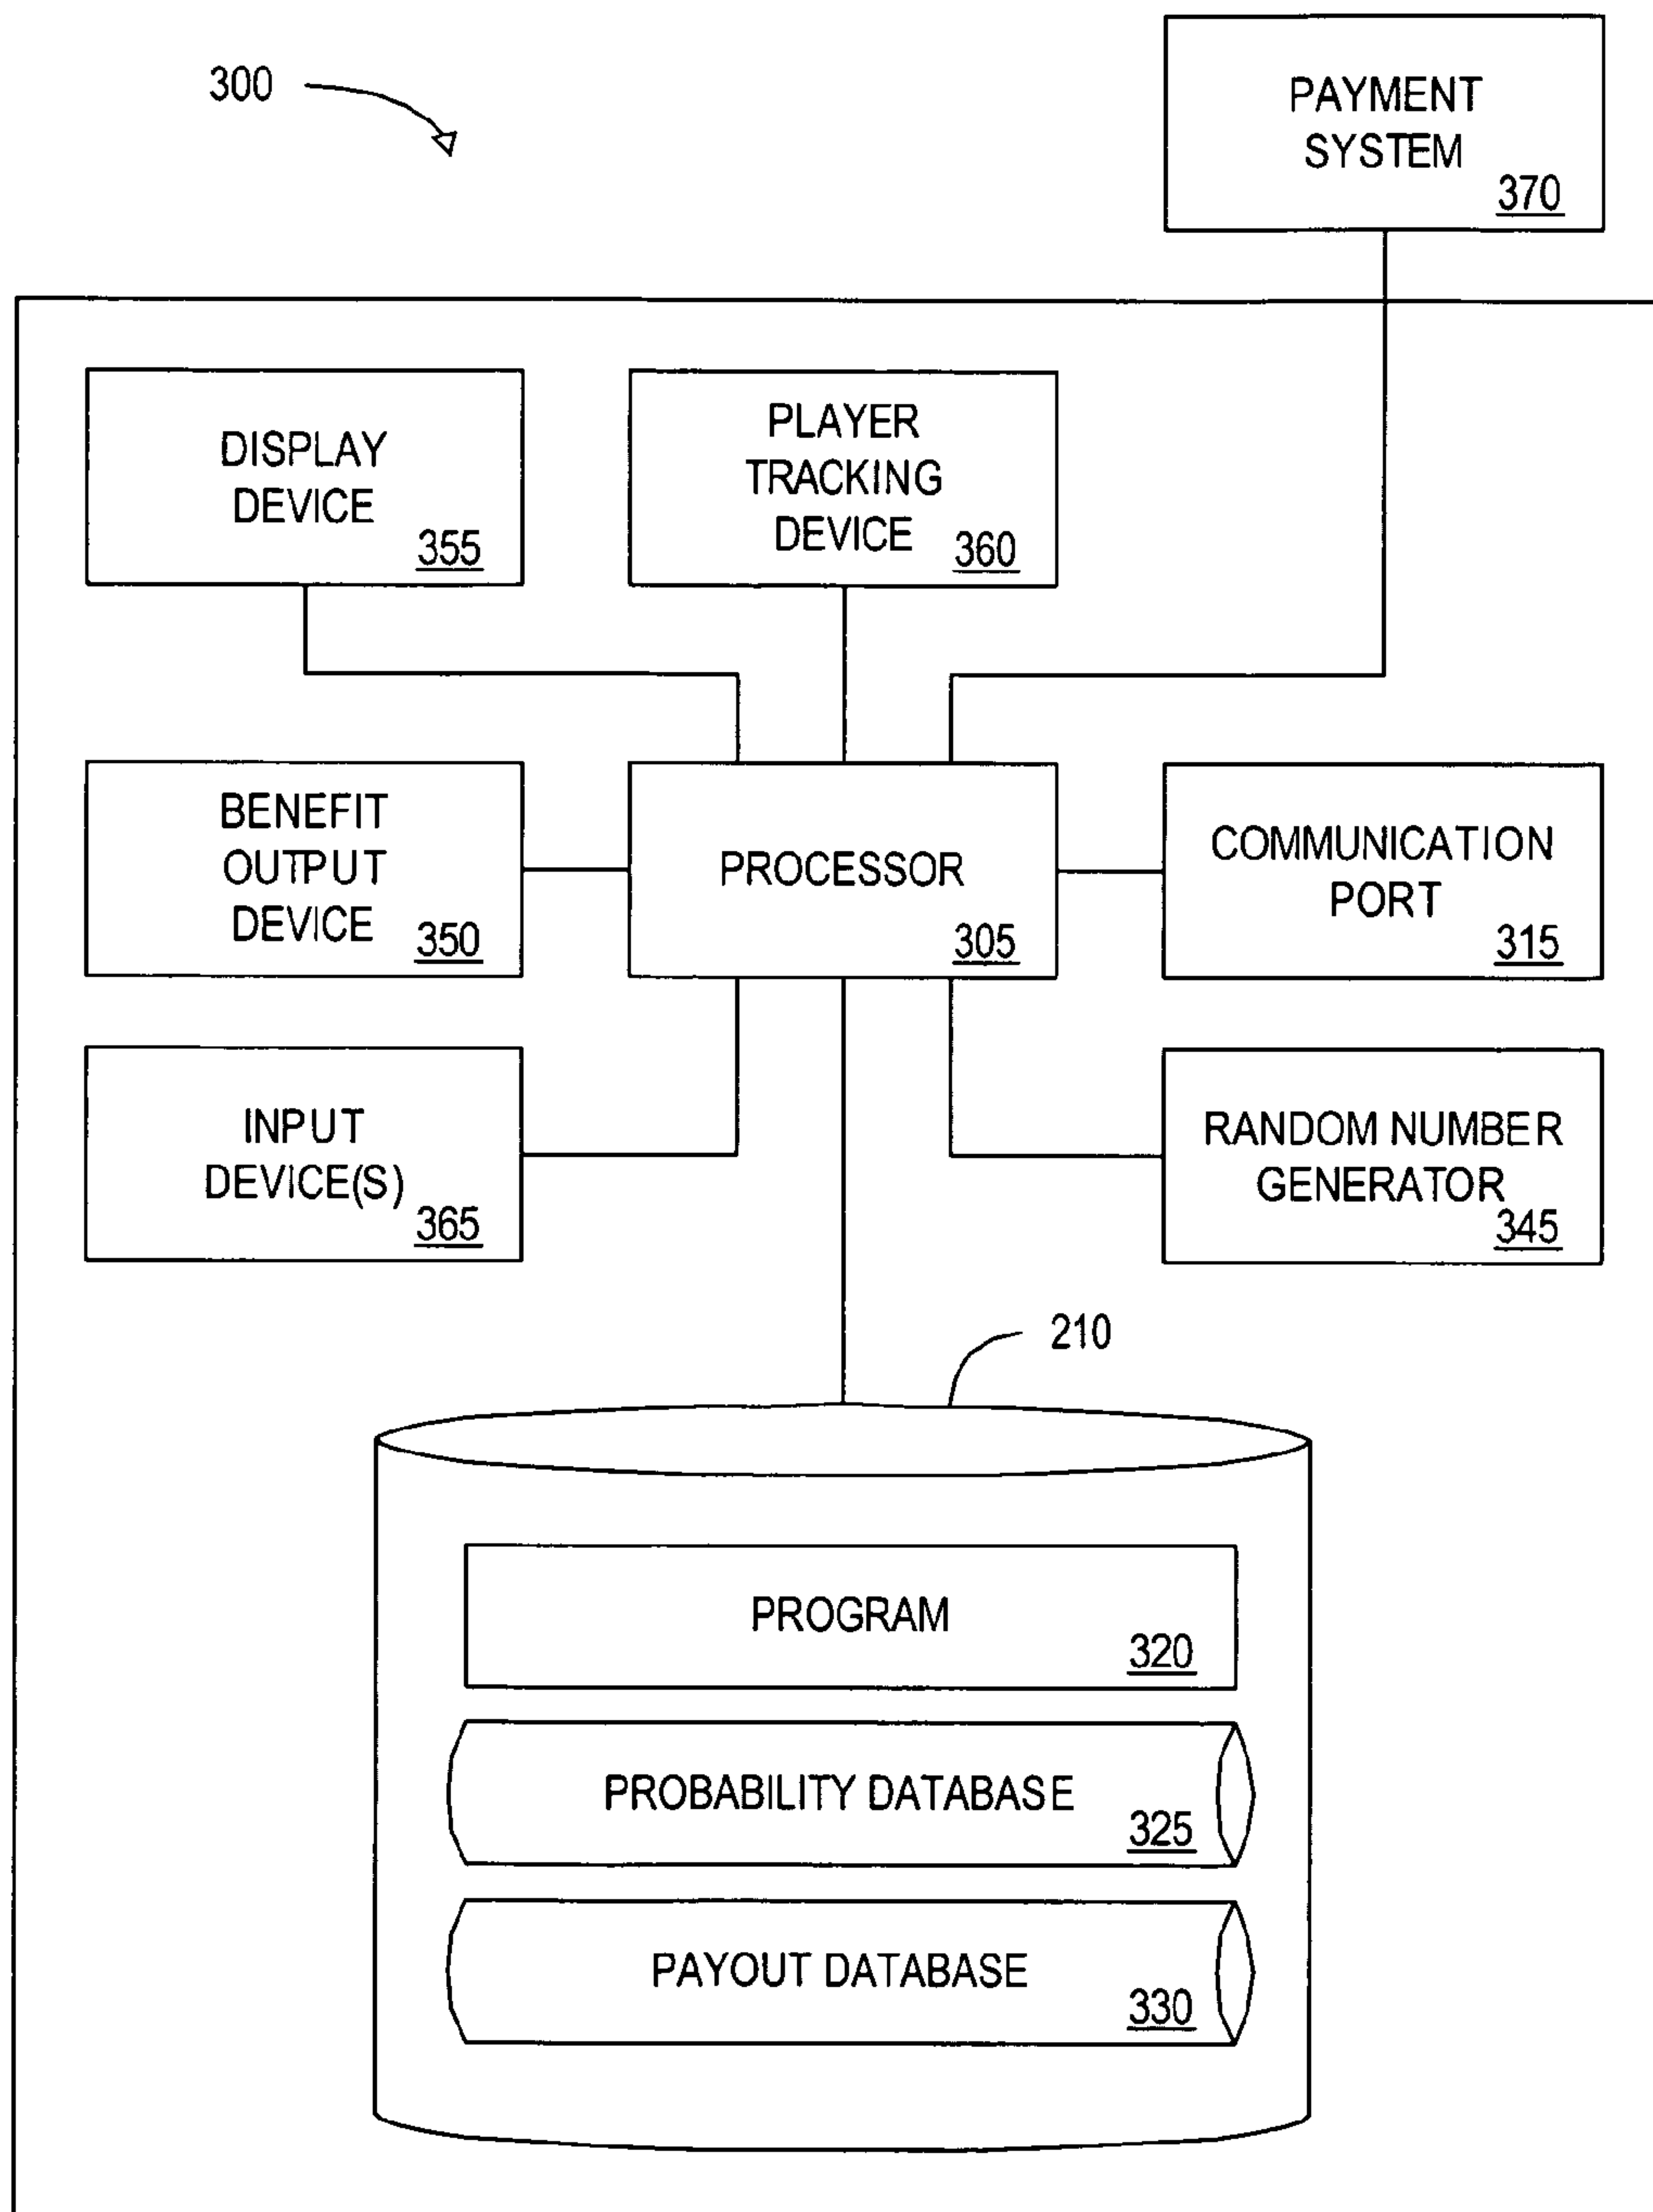 300
PAYMENT
SYSTEM
370
DISPLAY
DEVICE
355
PLAYER
TRACKING
DEVICE
360
BENEFIT
OUTPUT
DEVICE
350
PROCESSOR
305
COMMUNICATION
PORT
315
INPUT
DEVICE(S)
365
RANDOM NUMBER
GENERATOR
345
210
PROGRAM
320
PROBABILITY DATABASE
325
PAYOUT DATABASE
330